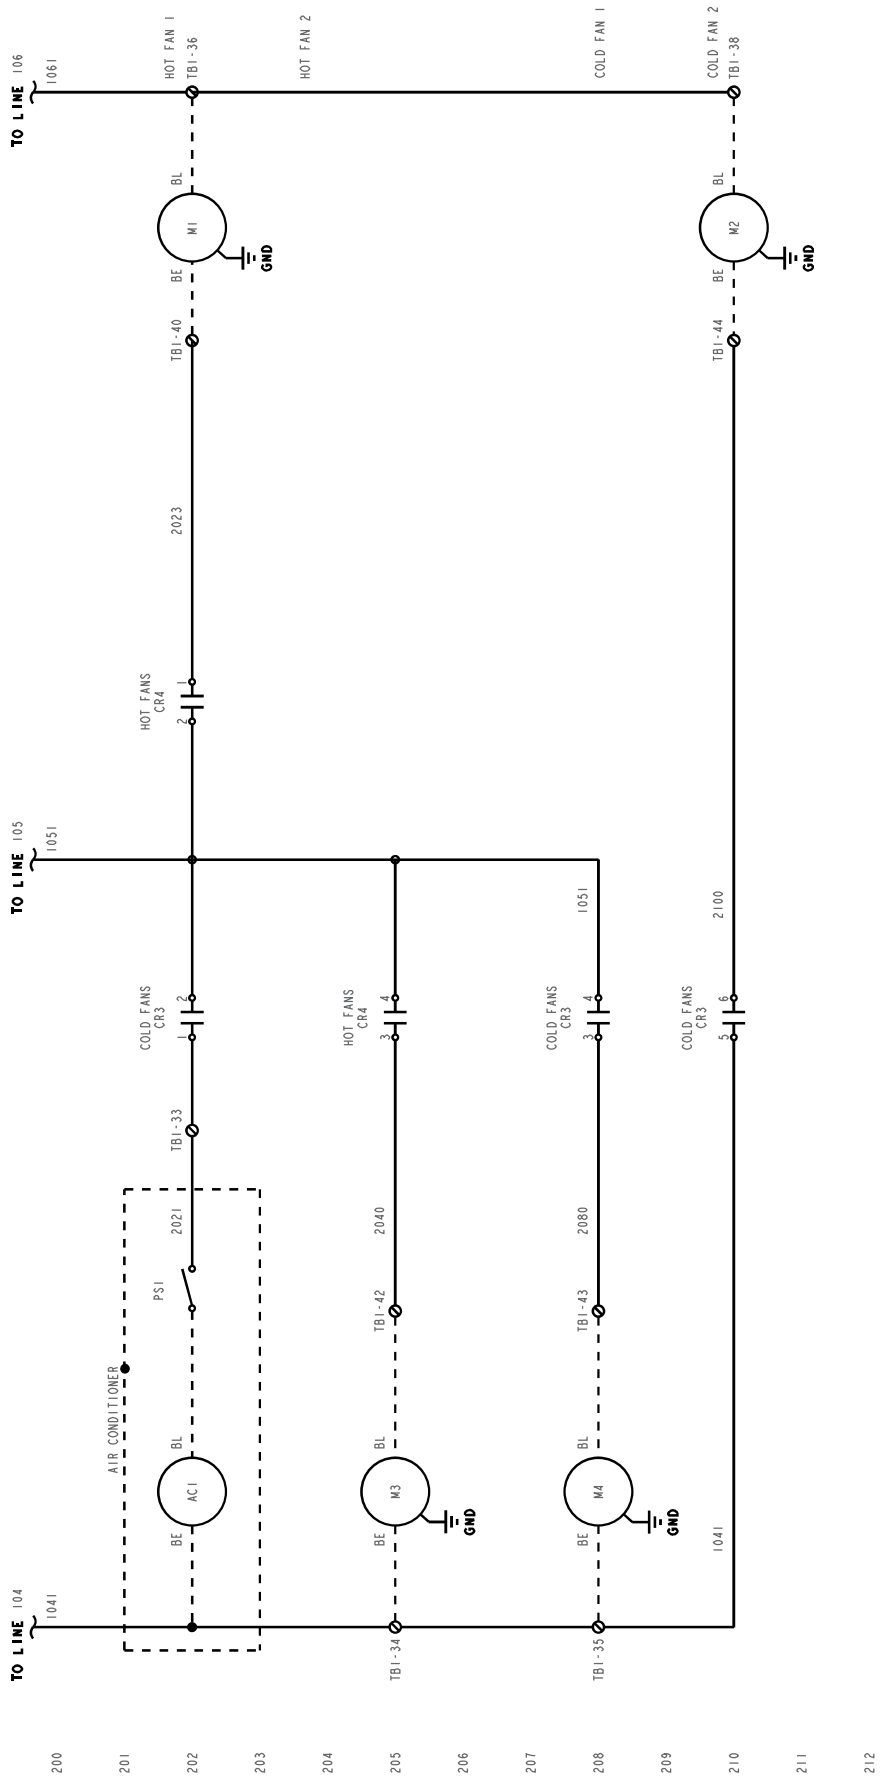 TO LINE 104
TO LINE 105
TO LINE 106
200
1041
1051
1061
AIR CONDITIONER
201
COLD FANS
CR3
HOT FANS
CR4
HOT FAN 1
PS1
BE
BL
2021
TB1-33
1
2
2
1
2023
TB1-40
BE
BL
TB1-36
202
AC1
M1
203
GND
HOT FAN 2
204
HOT FANS
CR4
BE
BL
TB1-42
2040
3
4
205
TB1-34
M3
206
GND
COLD FANS
CR3
BE
BL
TB1-43
2080
3
4
1051
COLD FAN 1
207
208
TB1-35
M4
209
GND
COLD FANS
CR3
COLD FAN 2
1041
5
6
2100
TB1-44
BE
BL
TB1-38
210
M2
211
GND
212